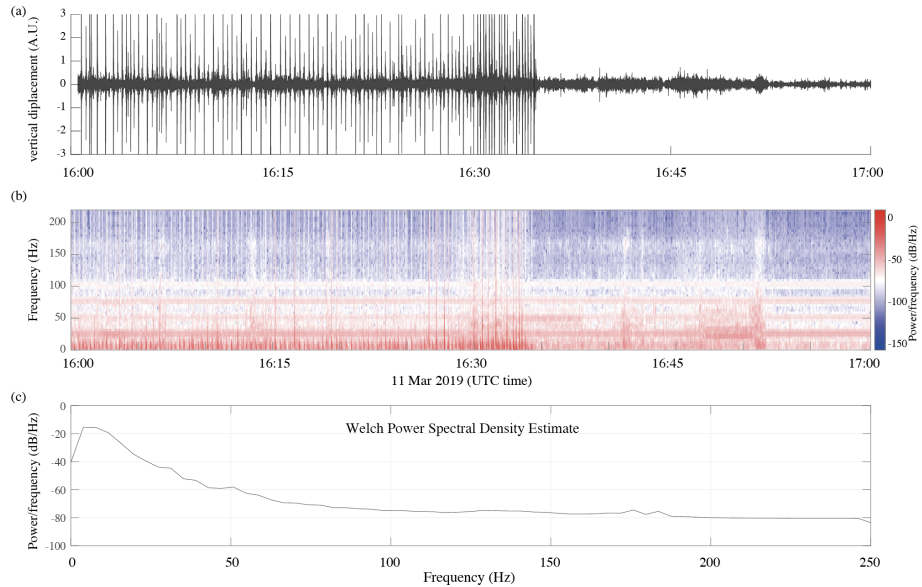 (a)
vertical diplacement (A.U.)
3
2
1
0
-1
-2
-3
16:00 16:15 16:30 16:45 17:00
(b)
Frequency (Hz)
200
150
100
50
0
0
-50
-100
-150
Power/frequency (dB/Hz)
16:00 16:15 16:30 16:45 17:00
11 Mar 2019 (UTC time)
(c)
Power/frequency (dB/Hz)
Welch Power Spectral Density Estimate
0
-20
-40
-60
-80
-100
0 50 100 150 200 250
Frequency (Hz)